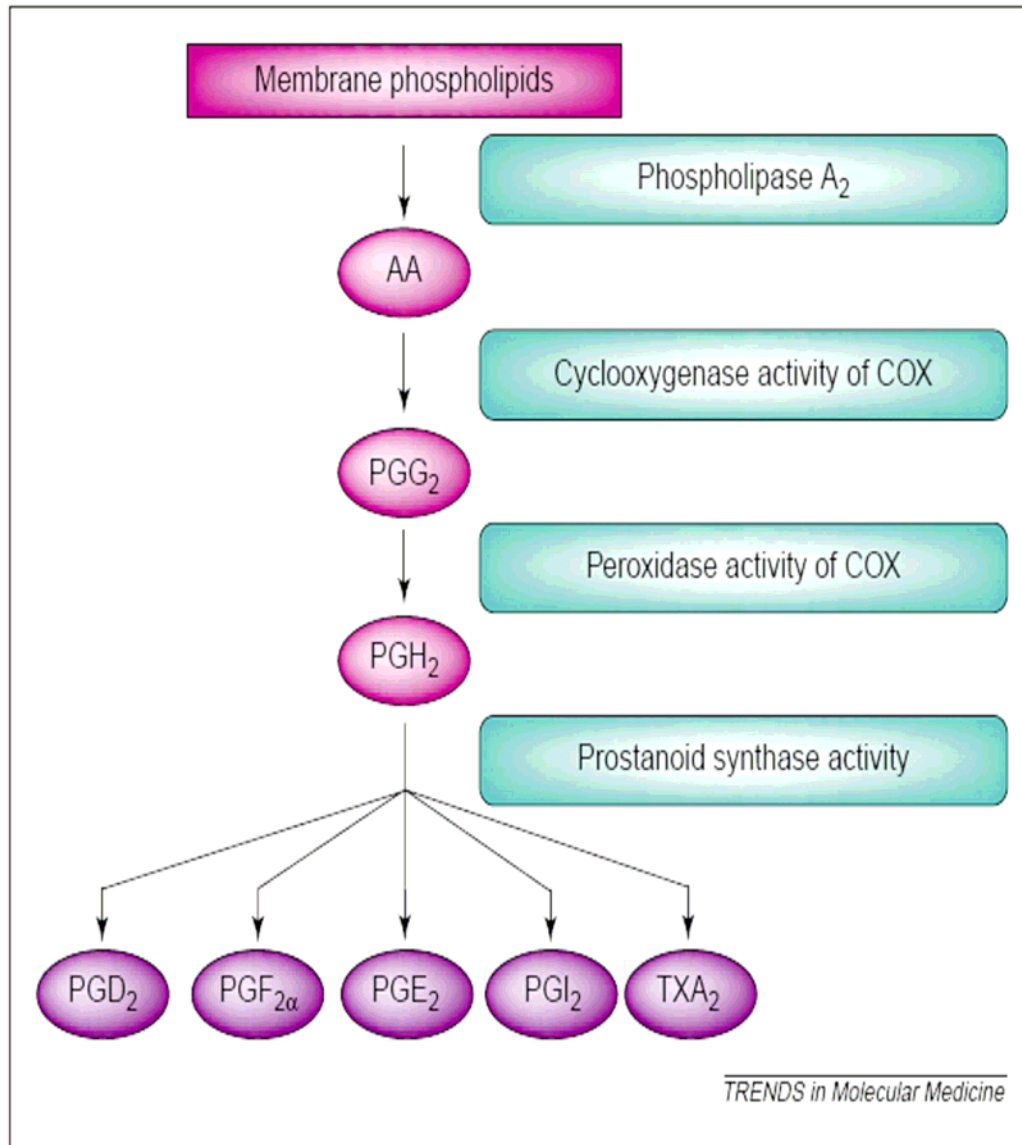 Membrane phospholipids
Phospholipase A₂
AA
Cyclooxygenase activity of COX
PGG₂
Peroxidase activity of COX
PGH₂
Prostanoid synthase activity
PGD₂
PGF₂α
PGE₂
PGI₂
TXA₂
TRENDS in Molecular Medicine